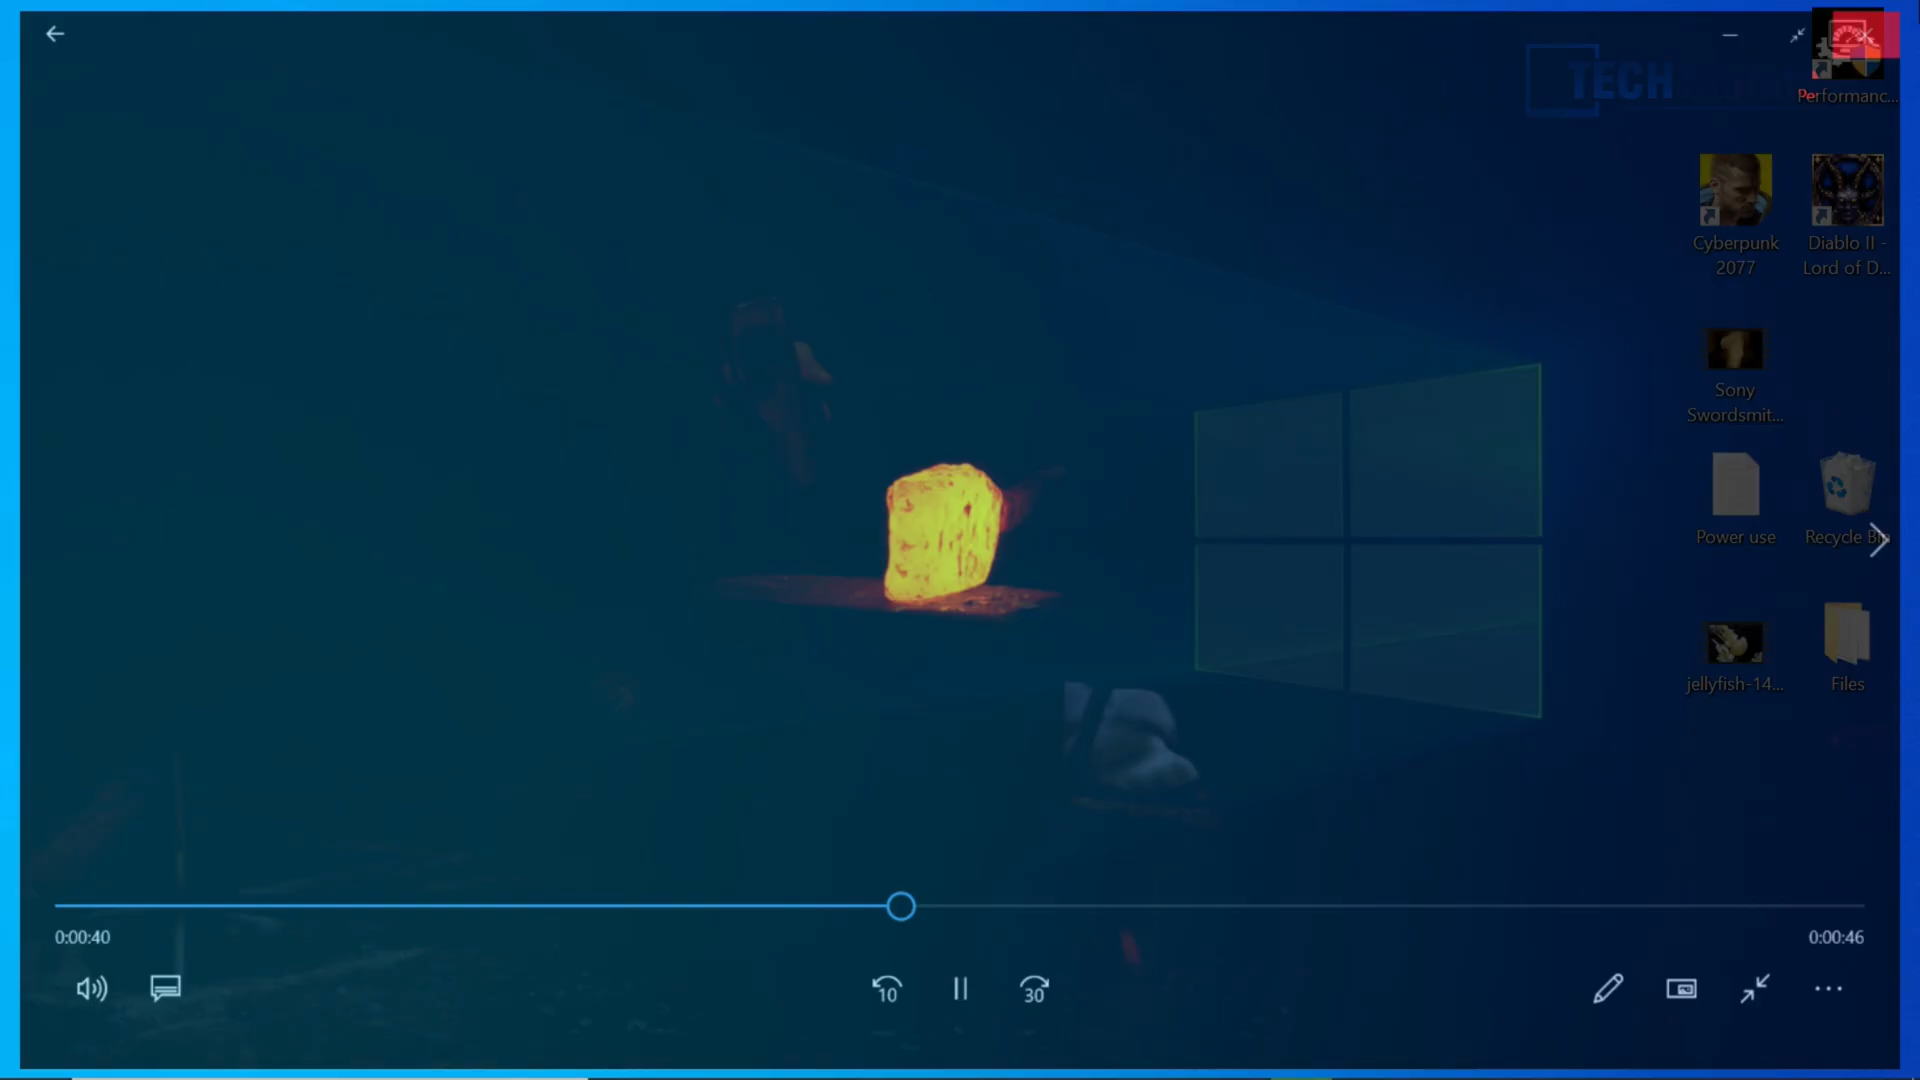 TECH
Performanc...
Cyberpunk
2077
Diablo II -
Lord of D...
Sony
Swordsmit...
Power use
Recycle Bin
jellyfish-14...
Files
0:00:40
0:00:46
10
30